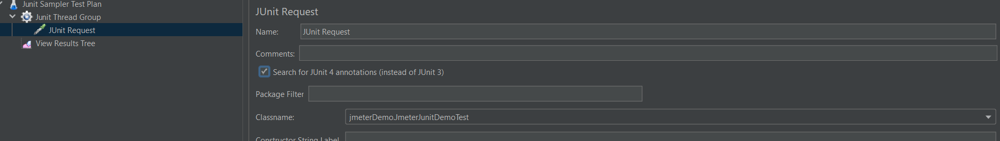 Junit Sampler Test Plan
Junit Thread Group
JUnit Request
View Results Tree
JUnit Request
Name: JUnit Request
Comments:
Search for JUnit 4 annotations (instead of JUnit 3)
Package Filter
Classname: jmeterDemo.JmeterJunitDemoTest
Constructor String Label